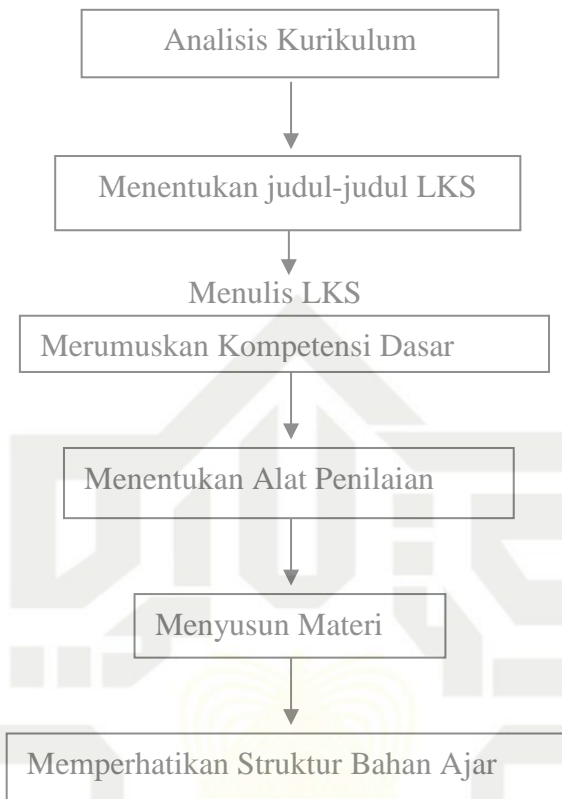 Analisis Kurikulum
Menentukan judul-judul LKS
Menulis LKS
Merumuskan Kompetensi Dasar
Menentukan Alat Penilaian
Menyusun Materi
Memperhatikan Struktur Bahan Ajar